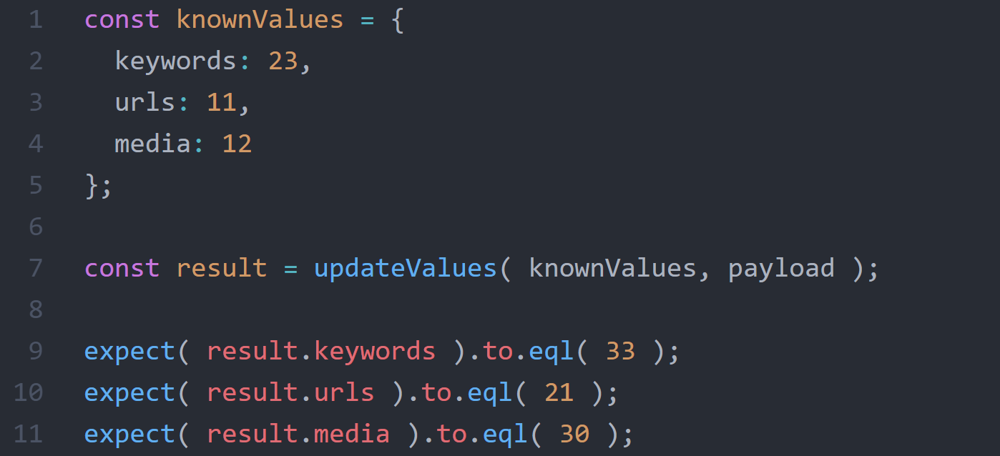 1 const knownValues = {
2 keywords: 23,
3 urls: 11,
4 media: 12
5 };
6
7 const result = updateValues( knownValues, payload );
8
9 expect( result.keywords ).to.eql( 33 );
10 expect( result.urls ).to.eql( 21 );
11 expect( result.media ).to.eql( 30 );